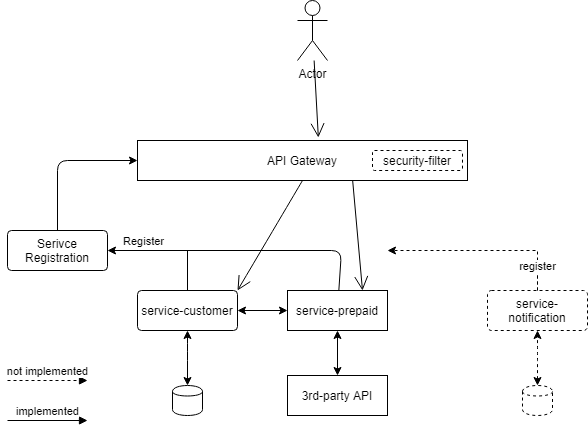 Actor
API Gateway
security-filter
Serivce
Registration
Register
register
service-customer
service-prepaid
service-
notification
not implemented
implemented
3rd-party API